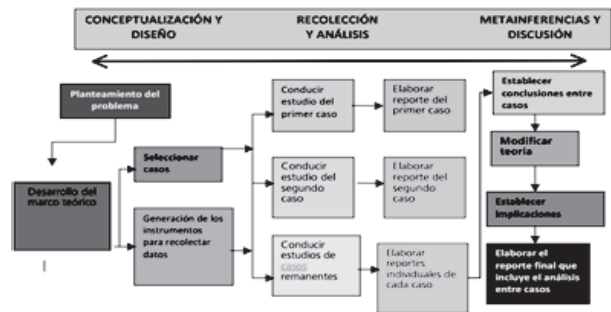 CONCEPTUALIZACIÓN Y
DISEÑO
RECOLECCIÓN
Y ANÁLISIS
METAINFERENCIAS Y
DISCUSIÓN
Planteamiento del
problema
Desarrollo del
marco teórico
Seleccionar
casos
Generación de los
instrumentos
para recolectar
datos
Conducir
estudio del
primer caso
Elaborar
reporte del
primer caso
Conducir
estudio del
segundo
caso
Elaborar
reporte del
segundo
caso
Conducir
estudios de
casos
remanentes
Elaborar
reportes
individuales de
cada caso
Establecer
conclusiones entre
casos
Modificar
teoría
Establecer
implicaciones
Elaborar el
reporte final que
incluye el análisis
entre casos